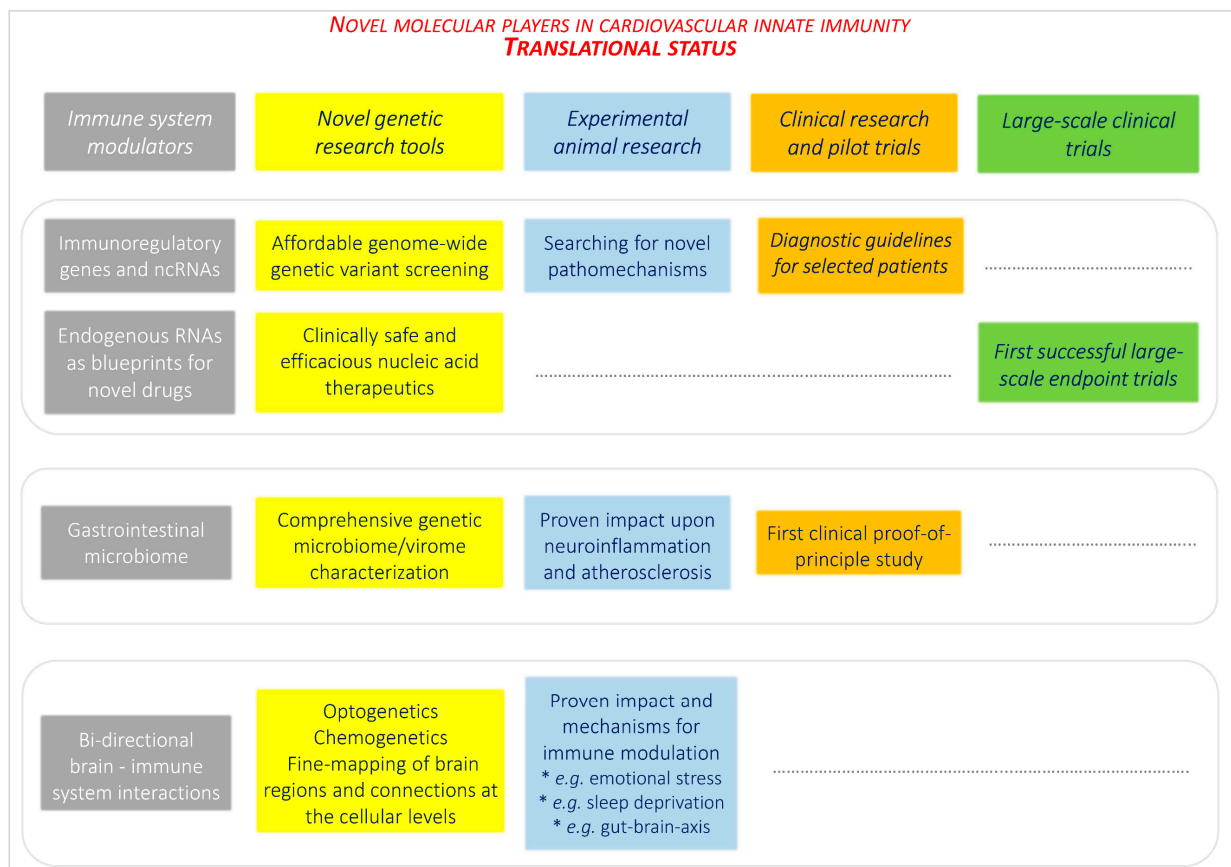 NOVEL MOLECULAR PLAYERS IN CARDIOVASCULAR INNATE IMMUNITY
TRANSLATIONAL STATUS
Immune system
modulators
Novel genetic
research tools
Experimental
animal research
Clinical research
and pilot trials
Large-scale clinical
trials
Immunoregulatory
genes and ncRNAs
Affordable genome-wide
genetic variant screening
Searching for novel
pathomechanisms
Diagnostic guidelines
for selected patients
Endogenous RNAs
as blueprints for
novel drugs
Clinically safe and
efficacious nucleic acid
therapeutics
First successful large-
scale endpoint trials
Gastrointestinal
microbiome
Comprehensive genetic
microbiome/virome
characterization
Proven impact upon
neuroinflammation
and atherosclerosis
First clinical proof-of-
principle study
Bi-directional
brain - immune
system interactions
Optogenetics
Chemogenetics
Fine-mapping of brain
regions and connections at
the cellular levels
Proven impact and
mechanisms for
immune modulation
* e.g. emotional stress
* e.g. sleep deprivation
* e.g. gut-brain-axis